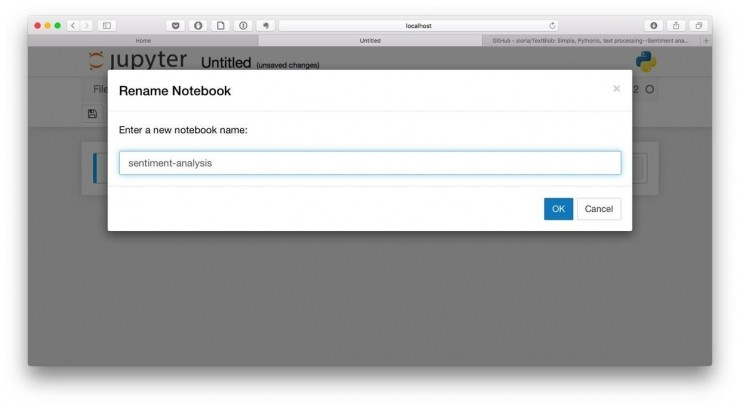 localhost
Home
Untitled
GitHub - sloria/TextBlob: Simple, Pythonic, text processing--Sentiment ana...
+
jupyter Untitled (unsaved changes)
File
2
Rename Notebook
×
Enter a new notebook name:
sentiment-analysis
OK
Cancel